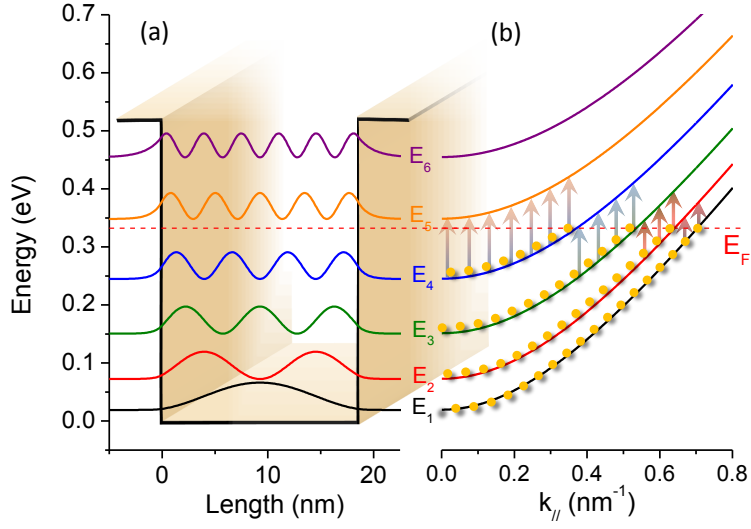 (a)
(b)
0.7
0.6
0.5
0.4
0.3
0.2
0.1
0.0
Energy (eV)
E6
E5
E4
E3
E2
E1
EF
0
10
20
Length (nm)
0.0
0.2
0.4
0.6
0.8
k// (nm-1)